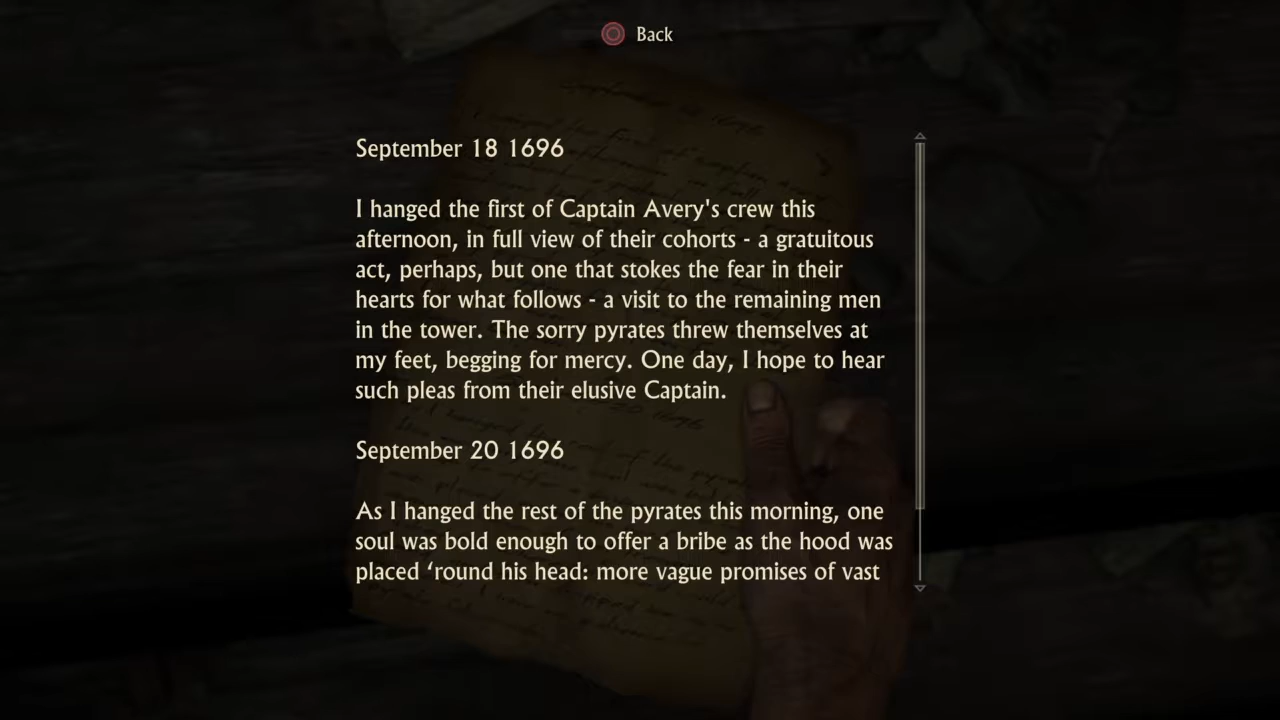 Back
September 18 1696
I hanged the first of Captain Avery's crew this
afternoon, in full view of their cohorts - a gratuitous
act, perhaps, but one that stokes the fear in their
hearts for what follows - a visit to the remaining men
in the tower. The sorry pyrates threw themselves at
my feet, begging for mercy. One day, I hope to hear
such pleas from their elusive Captain.
September 20 1696
As I hanged the rest of the pyrates this morning, one
soul was bold enough to offer a bribe as the hood was
placed ‘round his head: more vague promises of vast